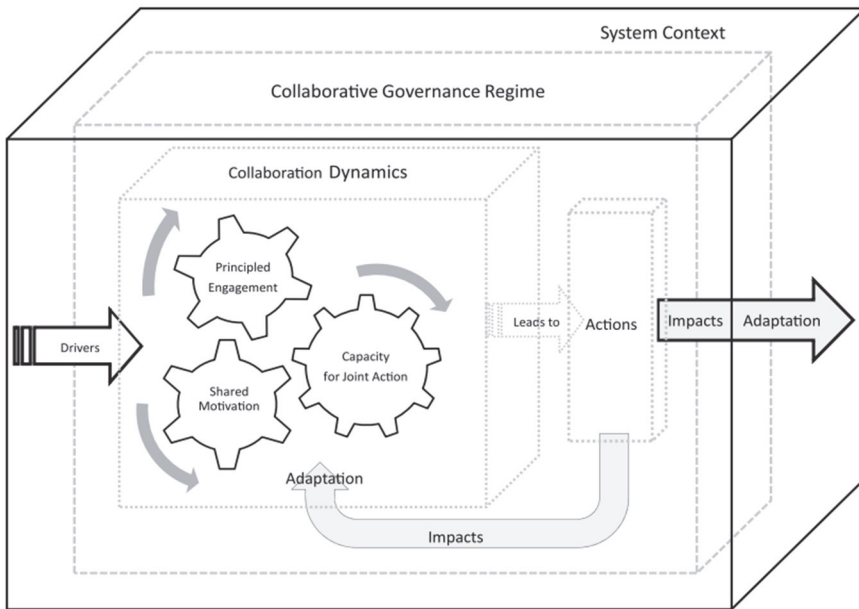 System Context
Collaborative Governance Regime
Collaboration Dynamics
Principled
Engagement
Drivers
Shared
Motivation
Capacity
for Joint Action
Leads to
Actions
Impacts
Adaptation
Adaptation
Impacts